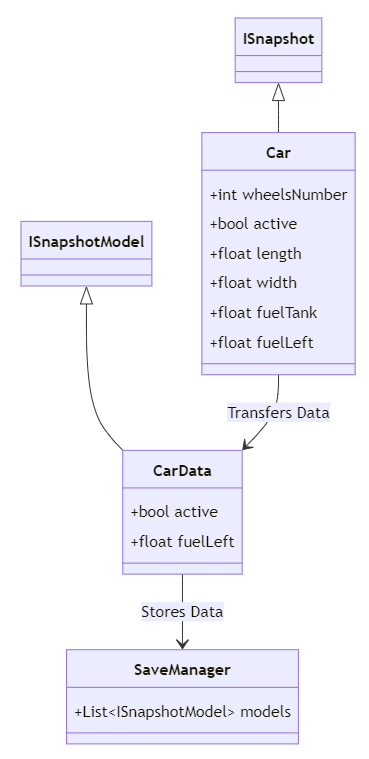 ISnapshot
Car
+int wheelsNumber
+bool active
+float length
+float width
+float fuelTank
+float fuelLeft
ISnapshotModel
Transfers Data
CarData
+bool active
+float fuelLeft
Stores Data
SaveManager
+List<ISnapshotModel> models